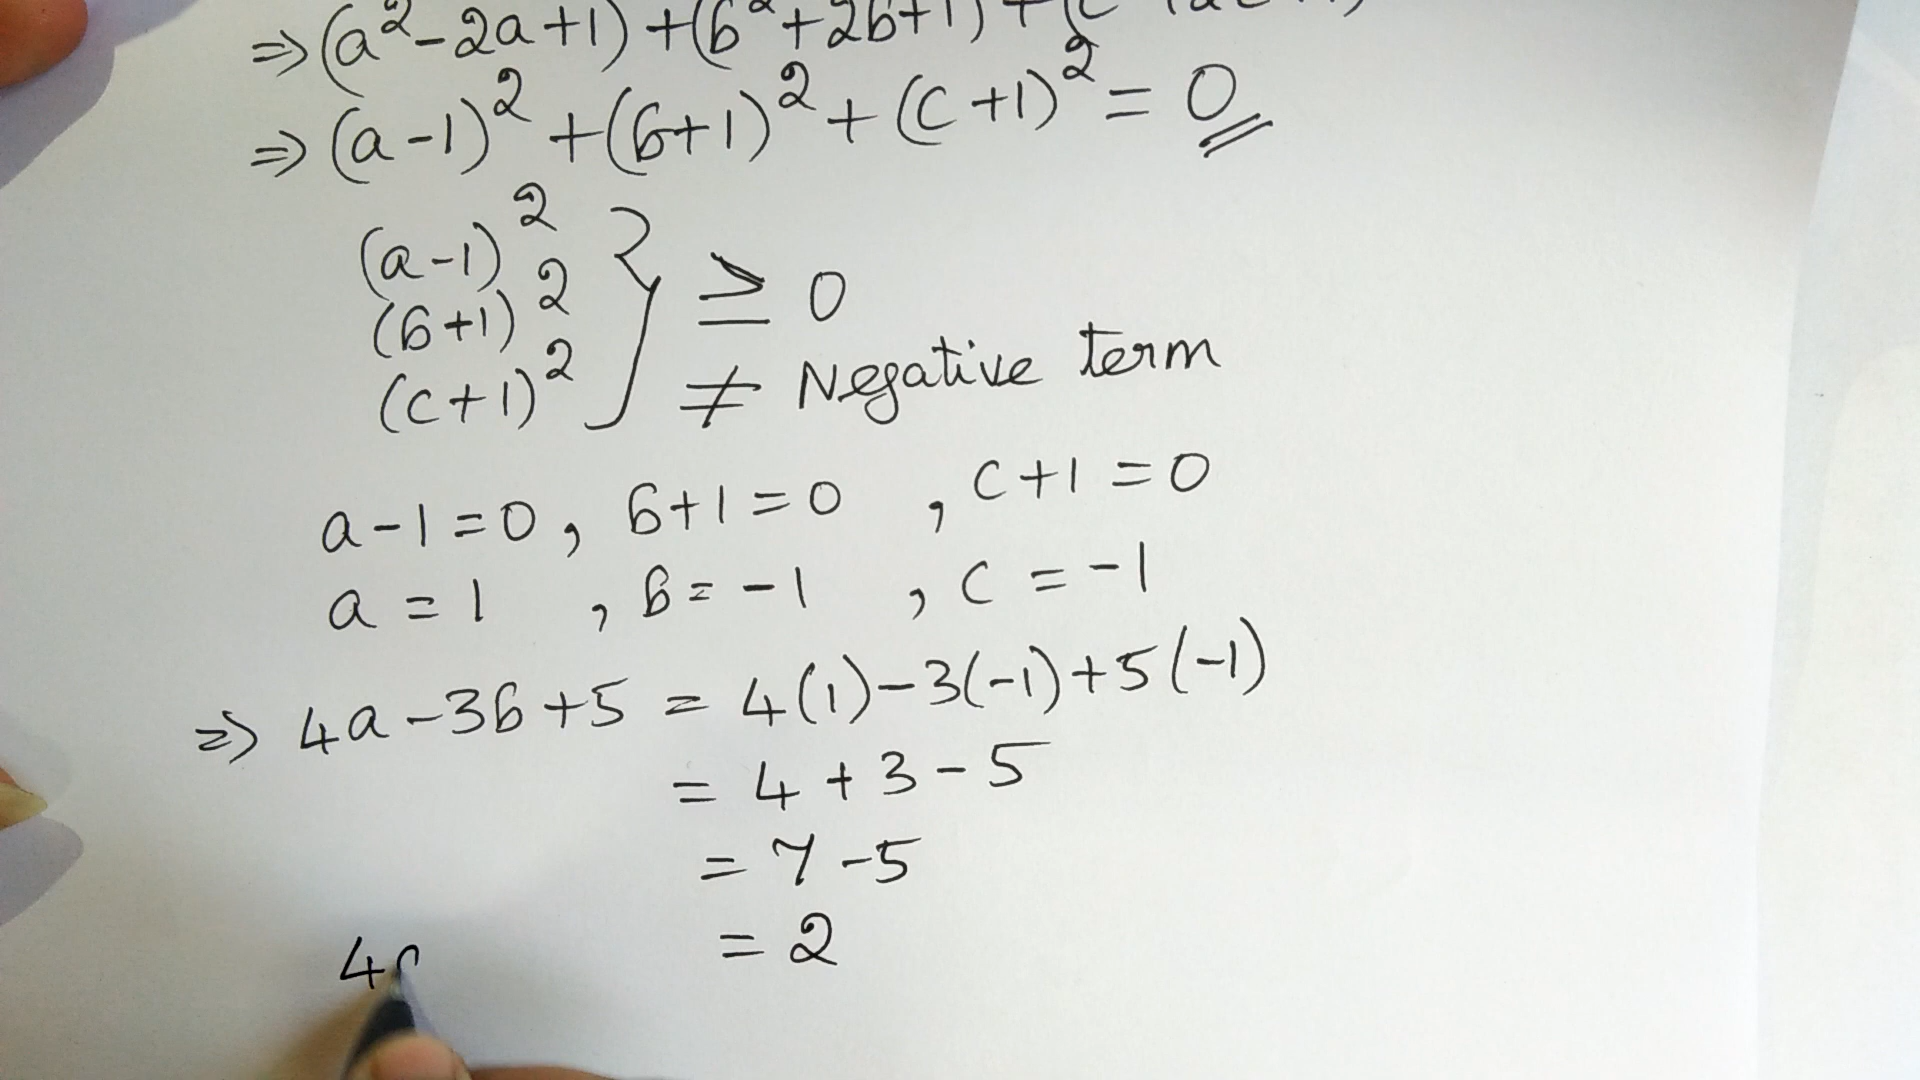 ⇒(a²-2a+1)+(b²+2b+1)+(c
⇒(a-1)²+(b+1)²+(c+1)²=0
(a-1)²
(b+1)²
(c+1)²
} ≥ 0
≠ Negative term
a-1=0, b+1=0, c+1=0
a=1, b=-1, c=-1
⇒ 4a-3b+5 = 4(1)-3(-1)+5(-1)
= 4+3-5
= 7-5
= 2
4a